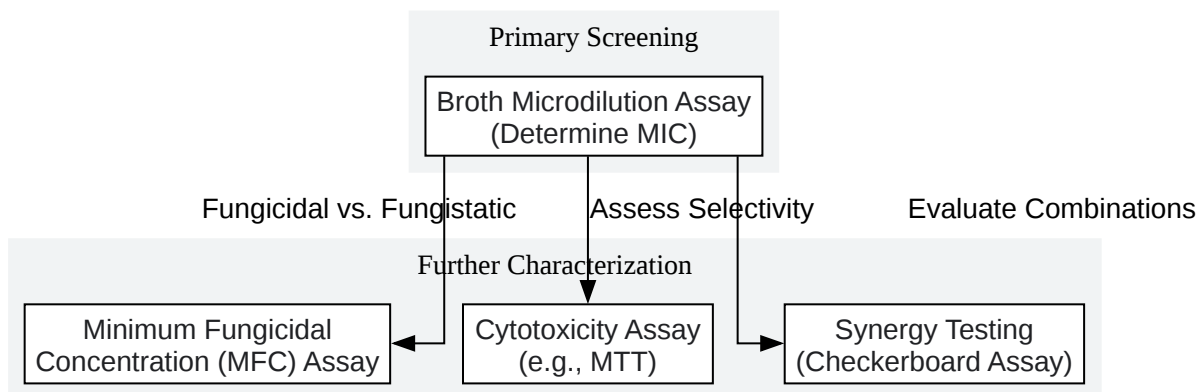 Primary Screening
Broth Microdilution Assay
(Determine MIC)
Fungicidal vs. Fungistatic
Assess Selectivity
Evaluate Combinations
Further Characterization
Minimum Fungicidal
Concentration (MFC) Assay
Cytotoxicity Assay
(e.g., MTT)
Synergy Testing
(Checkerboard Assay)